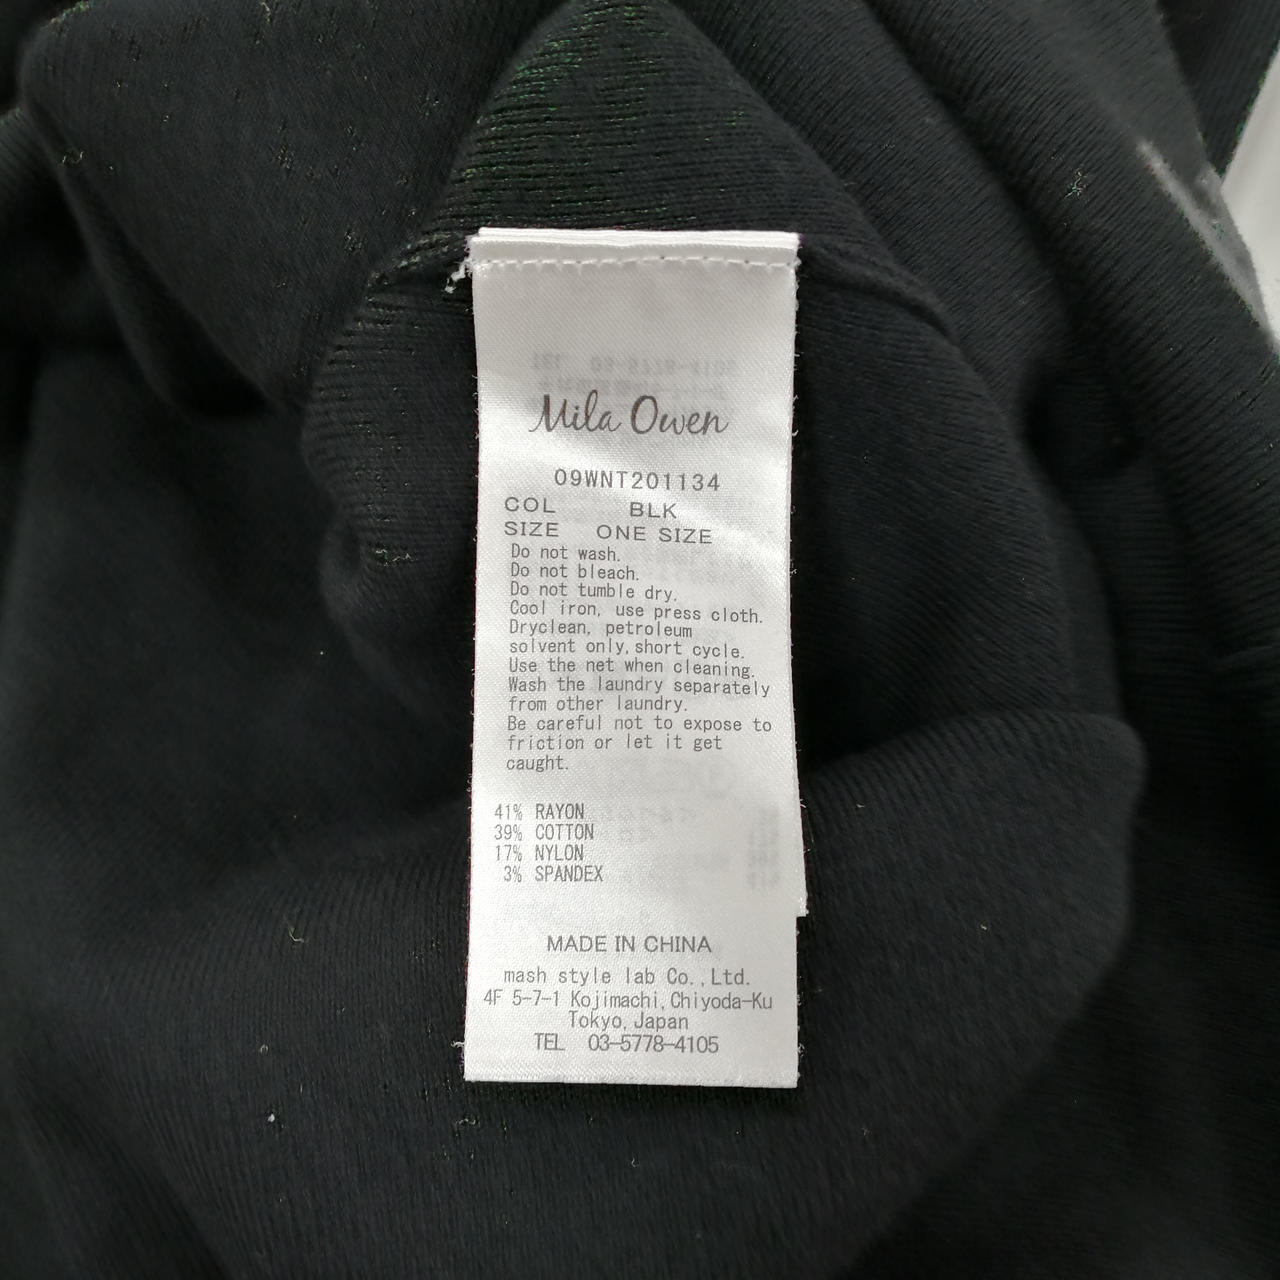 Mila Owen
09WNT201134
COL BLK
SIZE ONE SIZE
Do not wash.
Do not bleach.
Do not tumble dry.
Cool iron, use press cloth.
Dryclean, petroleum
solvent only, short cycle.
Use the net when cleaning.
Wash the laundry separately
from other laundry.
Be careful not to expose to
friction or let it get
caught.
41% RAYON
39% COTTON
17% NYLON
3% SPANDEX
MADE IN CHINA
mash style lab Co.,Ltd.
4F 5-7-1 Kojimachi, Chiyoda-Ku
Tokyo, Japan
TEL 03-5778-4105